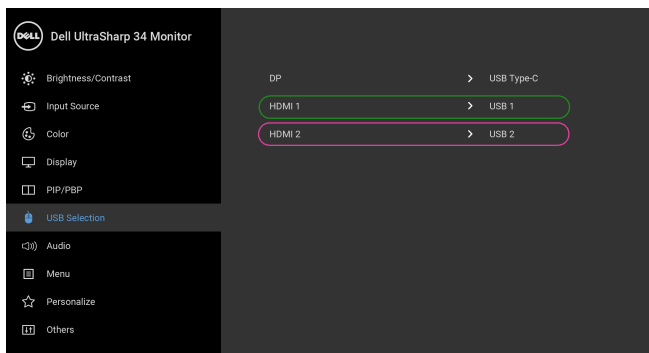 DELL Dell UltraSharp 34 Monitor
Brightness/Contrast
Input Source
Color
Display
PIP/PBP
USB Selection
Audio
Menu
Personalize
Others
DP > USB Type-C
HDMI 1 > USB 1
HDMI 2 > USB 2